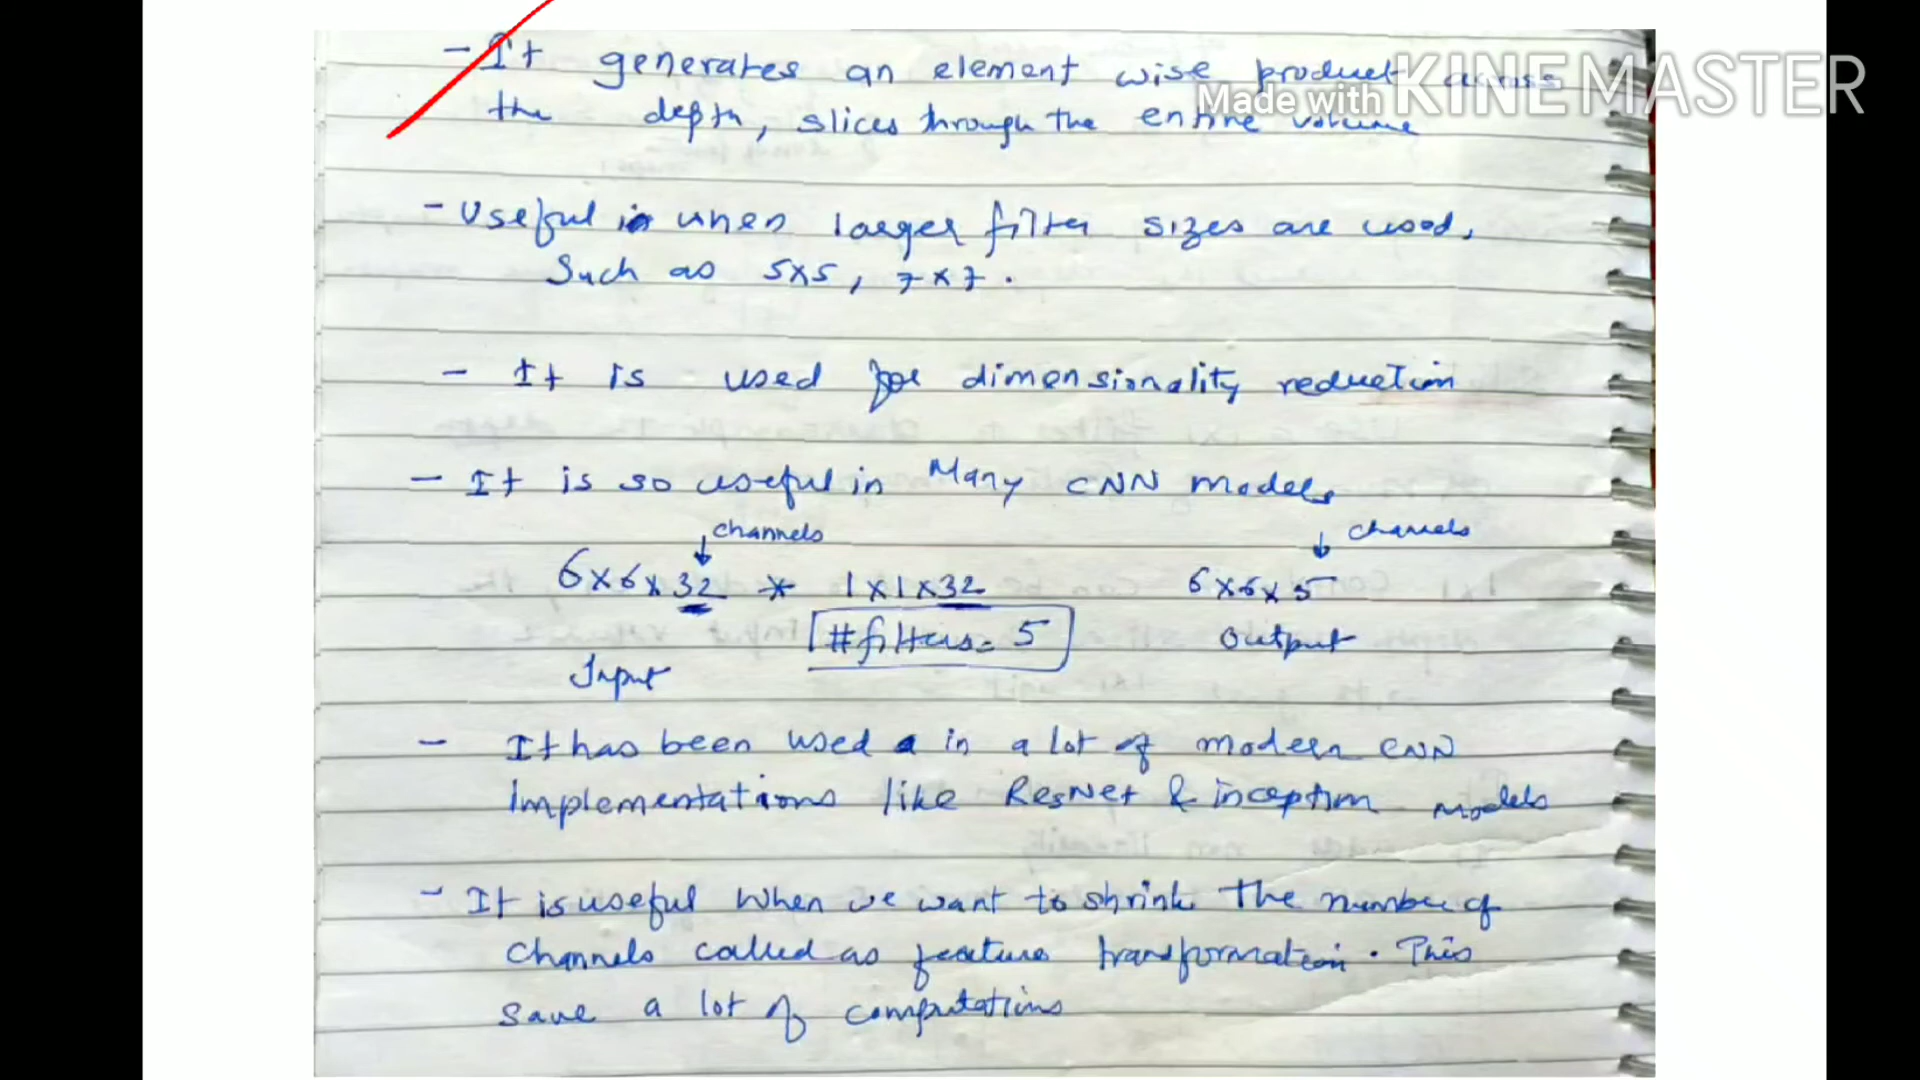 - It generates an element wise product across
Made with KINEMASTER
the depth, slices through the entire volume
- Useful in when larger filter sizes are used,
Such as 5x5, 7x7.
- It is used for dimensionality reduction
- It is so useful in Many CNN models
channels channels
6x6x32 * 1x1x32 6x6x5
#filters= 5 Output
Input
- It has been used in a lot of modern CNN
Implementations like ResNet & inception models
- It is useful When we want to shrink The number of
channels called as feature transformation. This
save a lot of computations